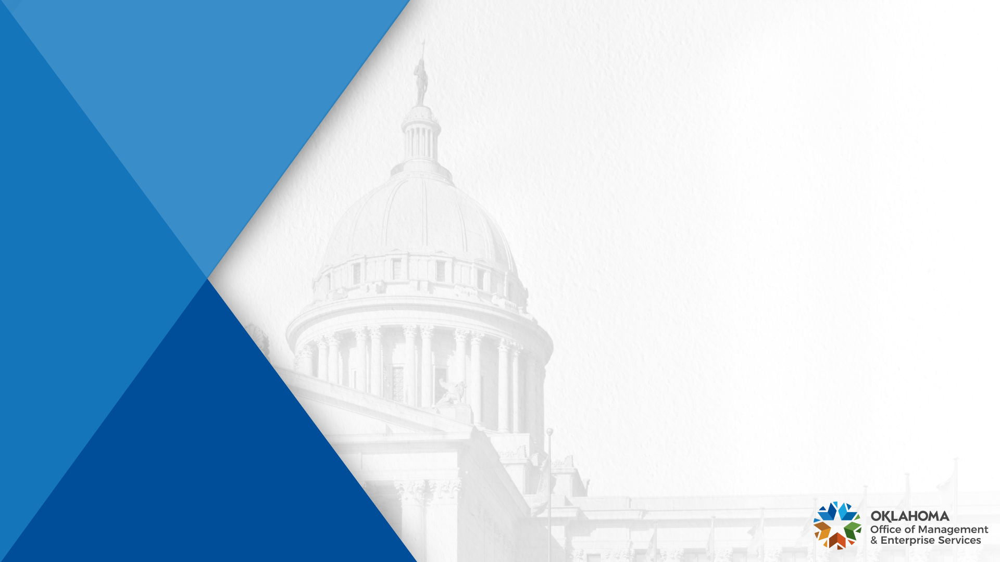 OKLAHOMA
Office of Management
& Enterprise Services